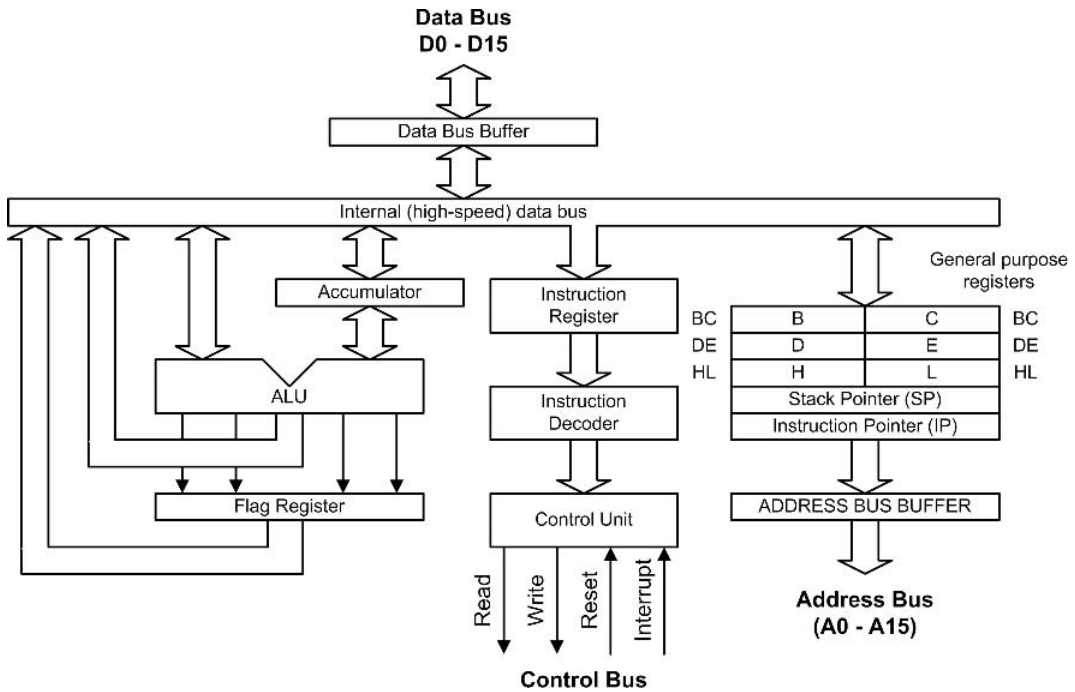 Data Bus
D0 - D15
Data Bus Buffer
Internal (high-speed) data bus
General purpose
registers
Accumulator
Instruction
Register
BC
B
C
BC
DE
D
E
DE
HL
H
L
HL
ALU
Instruction
Decoder
Stack Pointer (SP)
Instruction Pointer (IP)
Flag Register
Control Unit
ADDRESS BUS BUFFER
Read
Write
Reset
Interrupt
Address Bus
(A0 - A15)
Control Bus